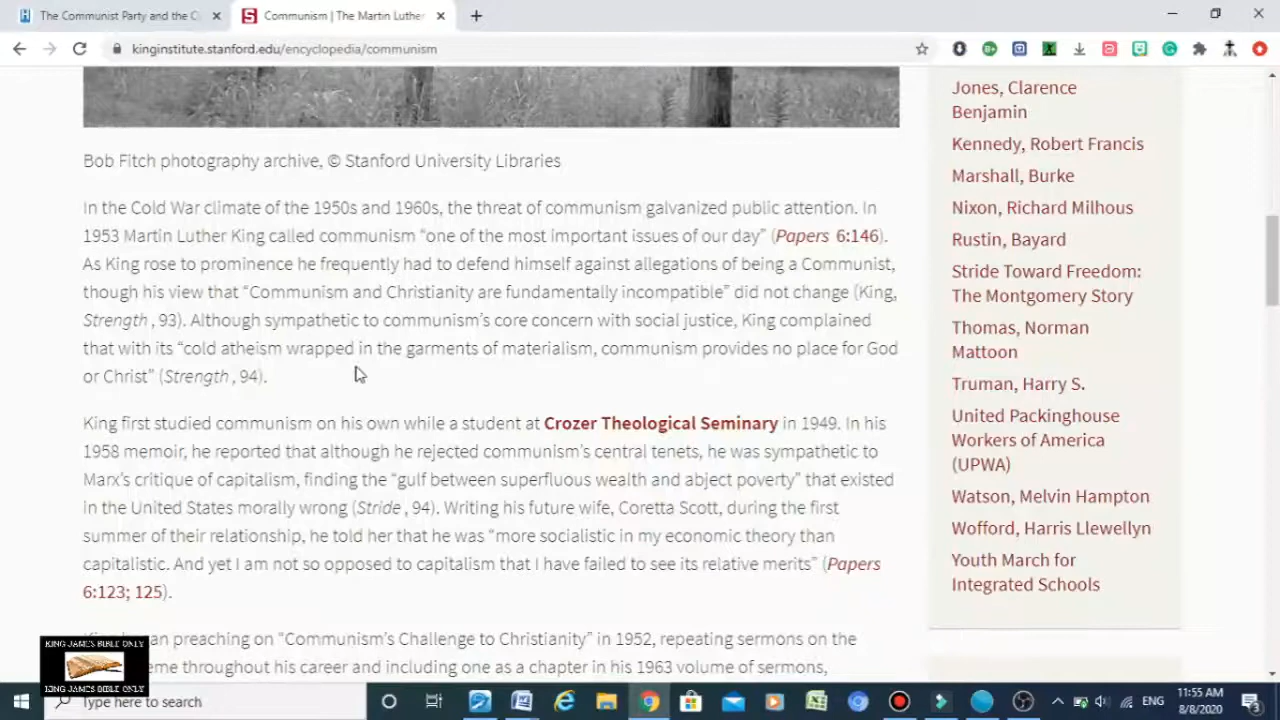 The Communist Party and the C
Communism | The Martin Luther
kinginstitute.stanford.edu/encyclopedia/communism
Bob Fitch photography archive, © Stanford University Libraries
In the Cold War climate of the 1950s and 1960s, the threat of communism galvanized public attention. In
1953 Martin Luther King called communism “one of the most important issues of our day” (Papers 6:146).
As King rose to prominence he frequently had to defend himself against allegations of being a Communist,
though his view that “Communism and Christianity are fundamentally incompatible” did not change (King,
Strength , 93). Although sympathetic to communism’s core concern with social justice, King complained
that with its “cold atheism wrapped in the garments of materialism, communism provides no place for God
or Christ” (Strength , 94).
King first studied communism on his own while a student at Crozer Theological Seminary in 1949. In his
1958 memoir, he reported that although he rejected communism’s central tenets, he was sympathetic to
Marx’s critique of capitalism, finding the “gulf between superfluous wealth and abject poverty” that existed
in the United States morally wrong (Stride , 94). Writing his future wife, Coretta Scott, during the first
summer of their relationship, he told her that he was “more socialistic in my economic theory than
capitalistic. And yet I am not so opposed to capitalism that I have failed to see its relative merits” (Papers
6:123; 125).
an preaching on “Communism’s Challenge to Christianity” in 1952, repeating sermon on the
eme throughout his career and including one as a chapter in his 1963 volume of sermons,
Jones, Clarence
Benjamin
Kennedy, Robert Francis
Marshall, Burke
Nixon, Richard Milhous
Rustin, Bayard
Stride Toward Freedom:
The Montgomery Story
Thomas, Norman
Mattoon
Truman, Harry S.
United Packinghouse
Workers of America
(UPWA)
Watson, Melvin Hampton
Wofford, Harris Llewellyn
Youth March for
Integrated Schools
KING JAMES BIBLE ONLY
KING JAMES BIBLE ONLY
Type here to search
ENG
11:55 AM
8/8/2020
3